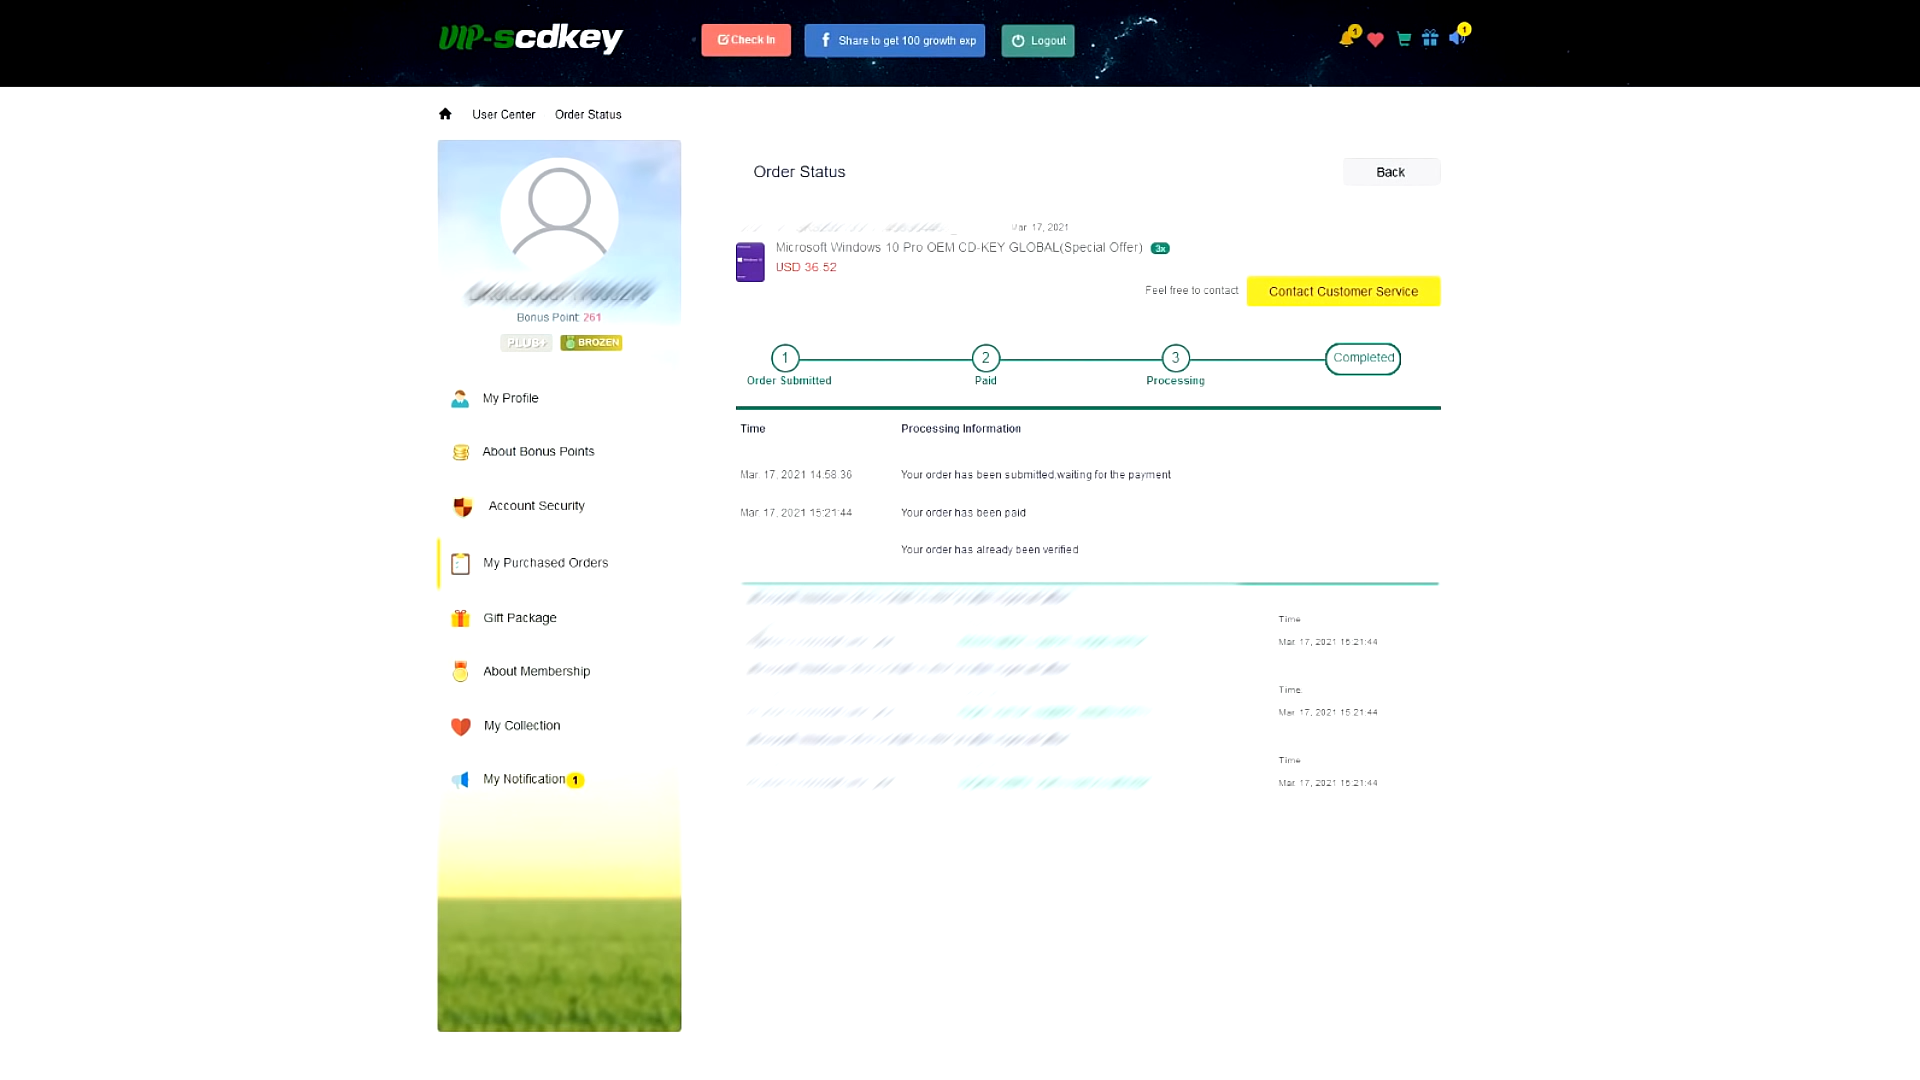 VIP-scdkey
Check In
Share to get 100 growth exp
Logout
1
1
User Center
Order Status
Order Status
Back
Mar 17, 2021
Microsoft Windows 10 Pro OEM CD-KEY GLOBAL(Special Offer) 3x
USD 36.52
Feel free to contact
Contact Customer Service
Bonus Point: 261
PLUS+
BROZEN
1
2
3
Completed
Order Submitted
Paid
Processing
My Profile
About Bonus Points
Account Security
My Purchased Orders
Gift Package
About Membership
My Collection
My Notification 1
Time
Processing Information
Mar. 17, 2021 14:58:36
Your order has been submitted,waiting for the payment
Mar. 17, 2021 15:21:44
Your order has been paid
Your order has already been verified
Time
Mar. 17, 2021 15:21:44
Time
Mar. 17, 2021 15:21:44
Time
Mar. 17, 2021 15:21:44